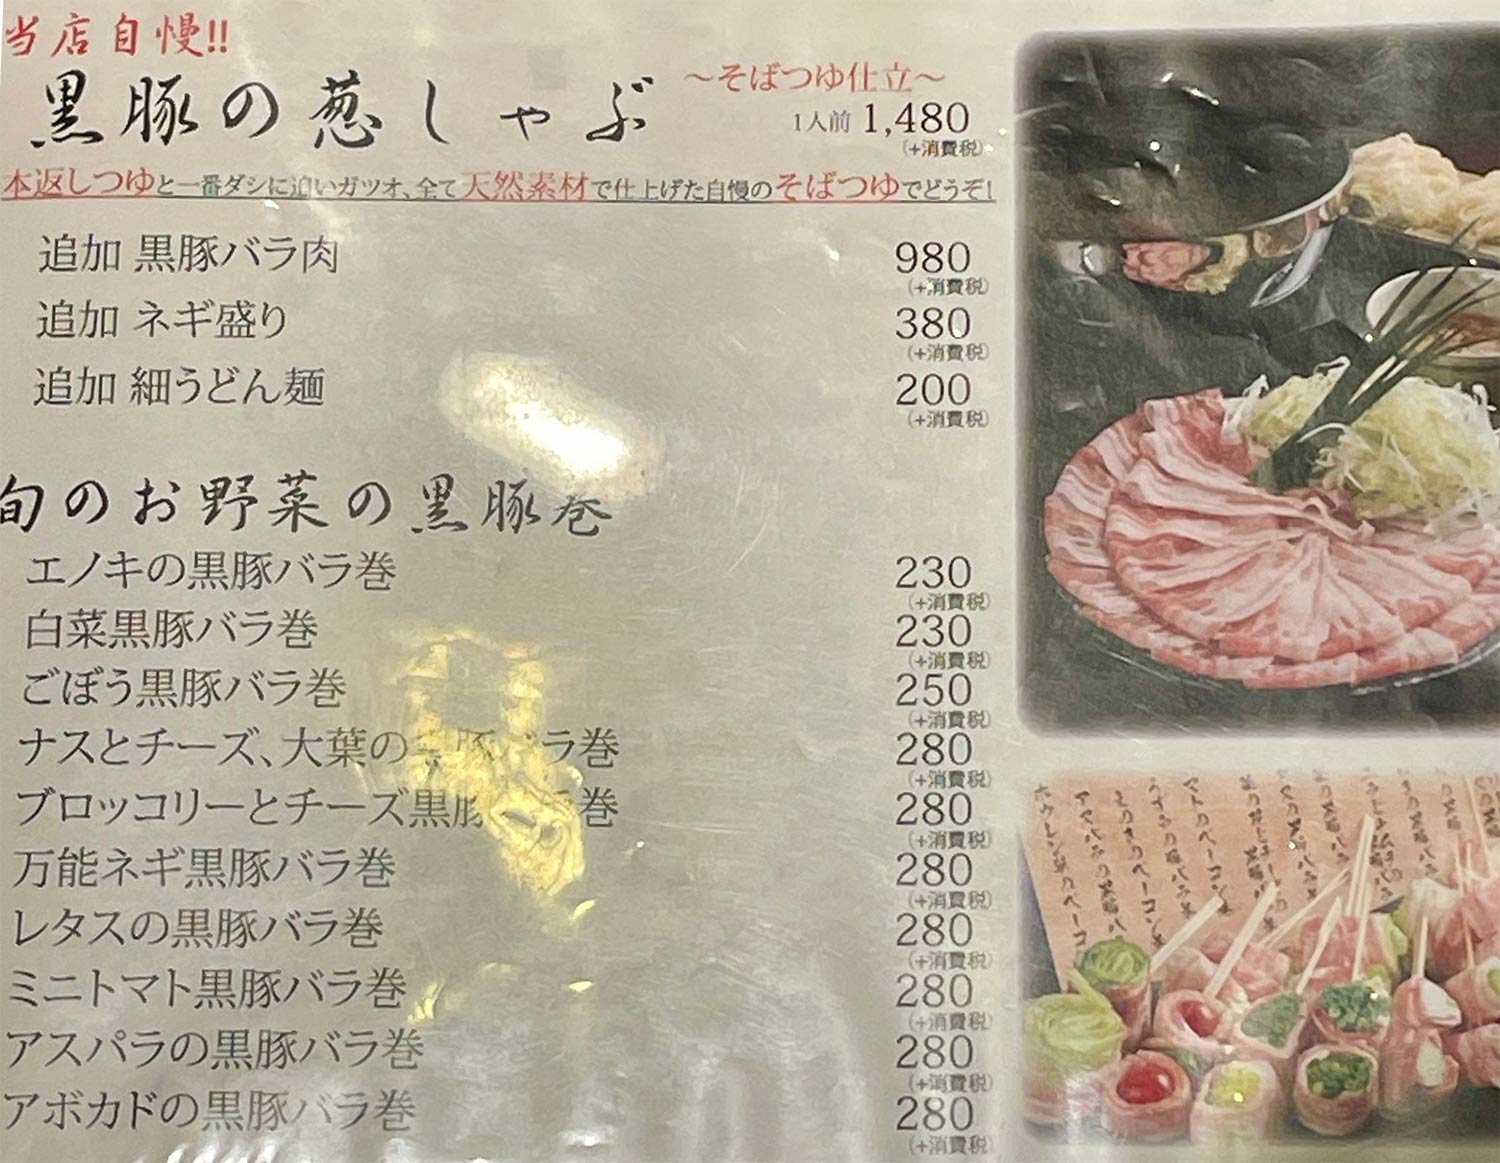 当店自慢!!
黒豚の葱しゃぶ
～そばつゆ仕立～
1人前 1,480
(+消費税)
本返しつゆと一番ダシに追いガツオ、全て天然素材で仕上げた自慢のそばつゆでどうぞ!
追加 黒豚バラ肉 980
(+消費税)
追加 ネギ盛り 380
(+消費税)
追加 細うどん麺 200
(+消費税)
旬のお野菜の黒豚巻
エノキの黒豚バラ巻 230
(+消費税)
白菜黒豚バラ巻 230
(+消費税)
ごぼう黒豚バラ巻 250
(+消費税)
ナスとチーズ、大葉の黒豚バラ巻 280
(+消費税)
ブロッコリーとチーズ黒豚バラ巻 280
(+消費税)
万能ネギ黒豚バラ巻 280
(+消費税)
レタスの黒豚バラ巻 280
(+消費税)
ミニトマト黒豚バラ巻 280
(+消費税)
アスパラの黒豚バラ巻 280
(+消費税)
アボカドの黒豚バラ巻 280
(+消費税)